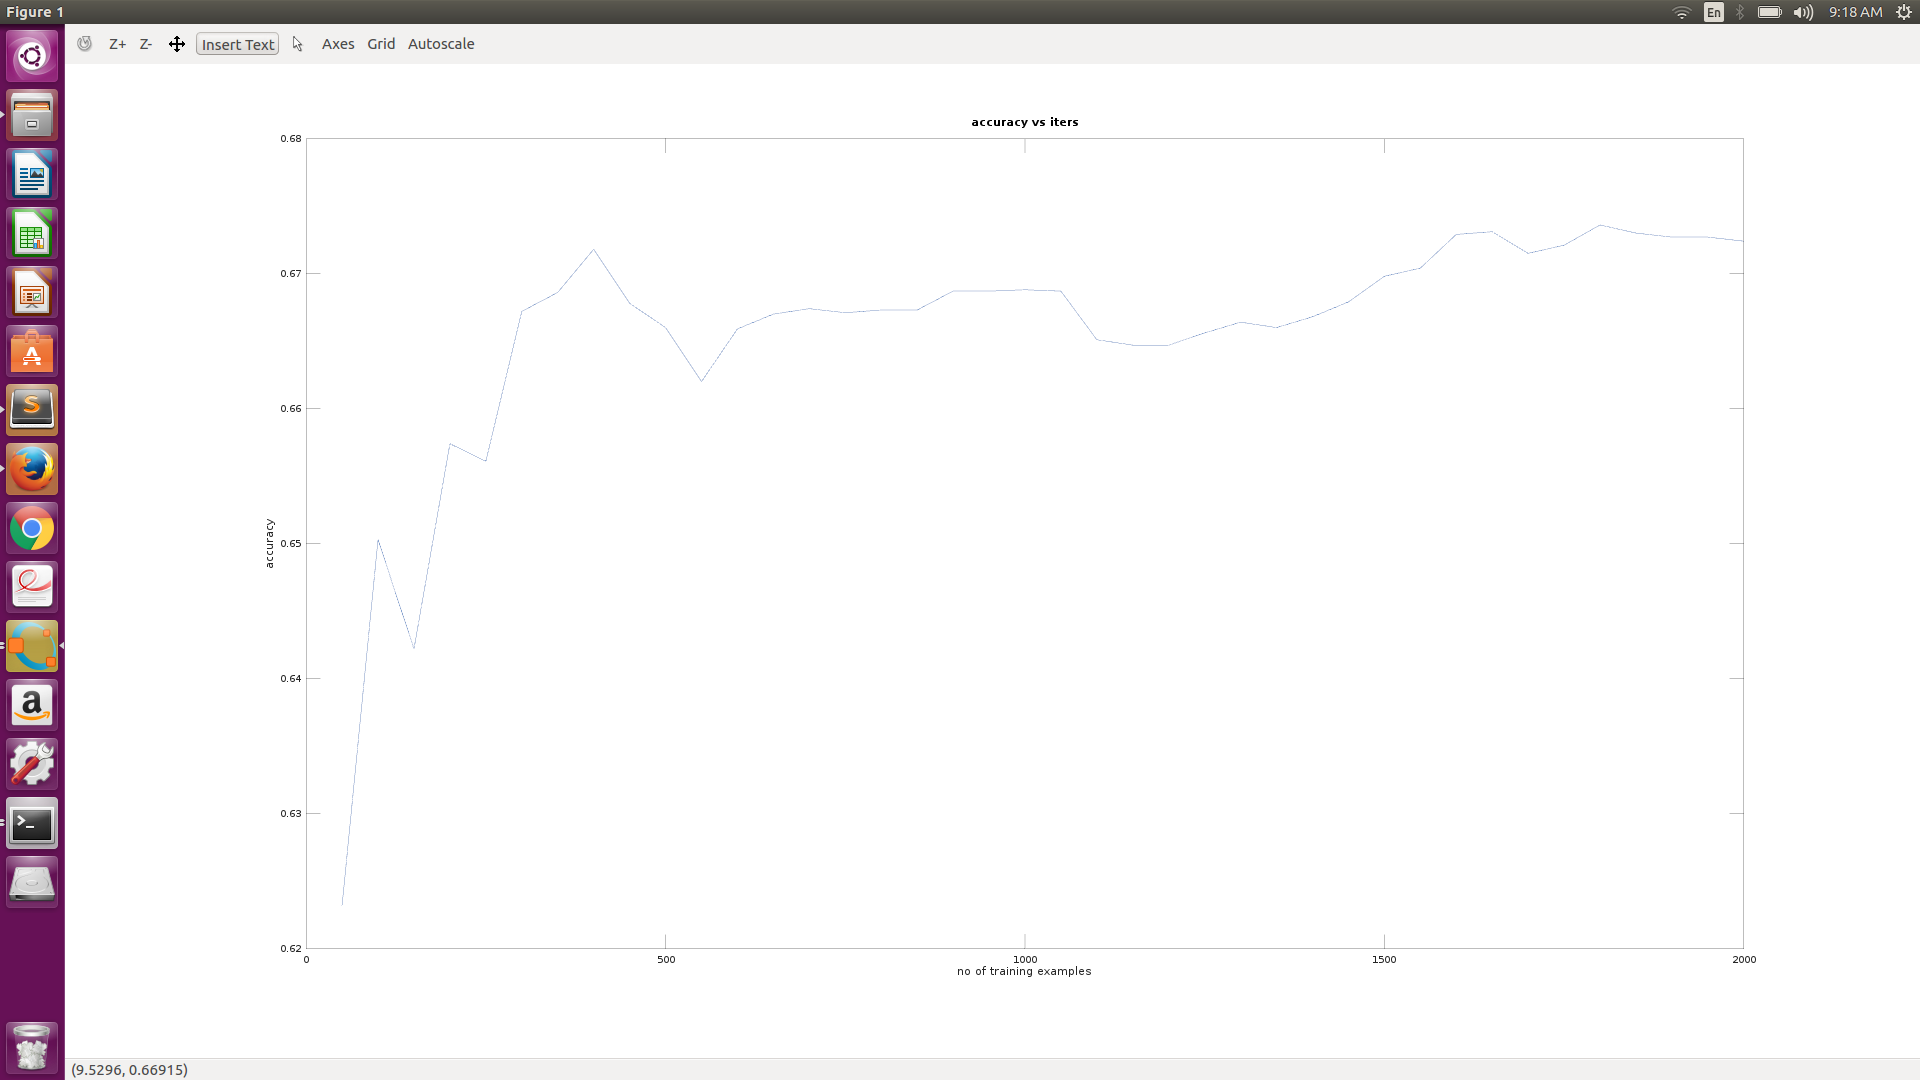 Figure 1
En
9:18 AM
Z+ Z- Insert Text Axes Grid Autoscale
accuracy vs iters
0.68
0.67
0.66
0.65
0.64
0.63
0.62
accuracy
0 500 1000 1500 2000
no of training examples
(9.5296, 0.66915)